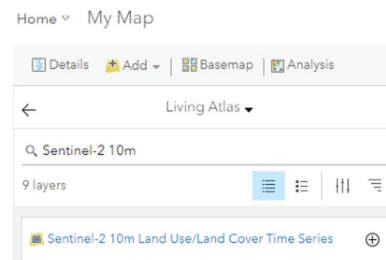 Home My Map
Details Add Basemap Analysis
Living Atlas
Sentinel-2 10m
9 layers
Sentinel-2 10m Land Use/Land Cover Time Series